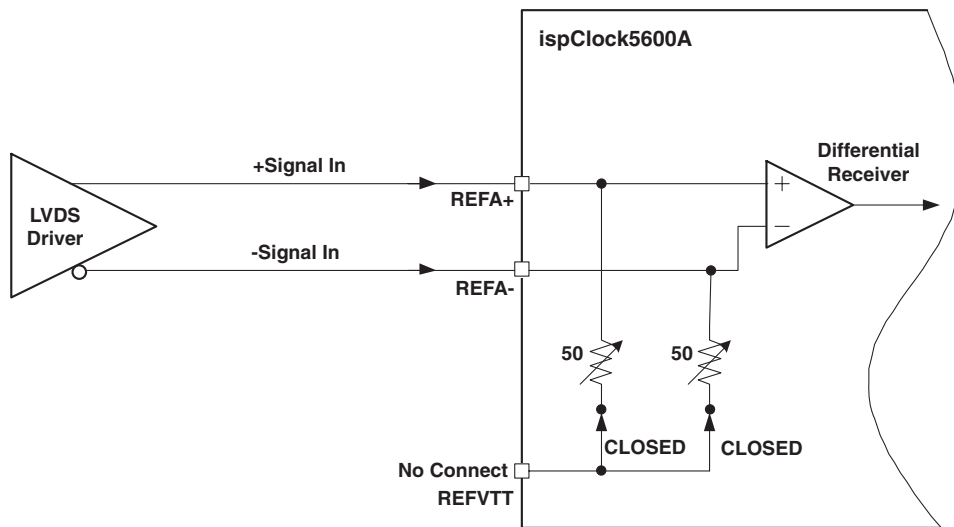 ispClock5600A
+Signal In
REFA+
Differential
Receiver
+
LVDS
Driver
-Signal In
REFA-
−
50
50
CLOSED
CLOSED
No Connect
REFVTT